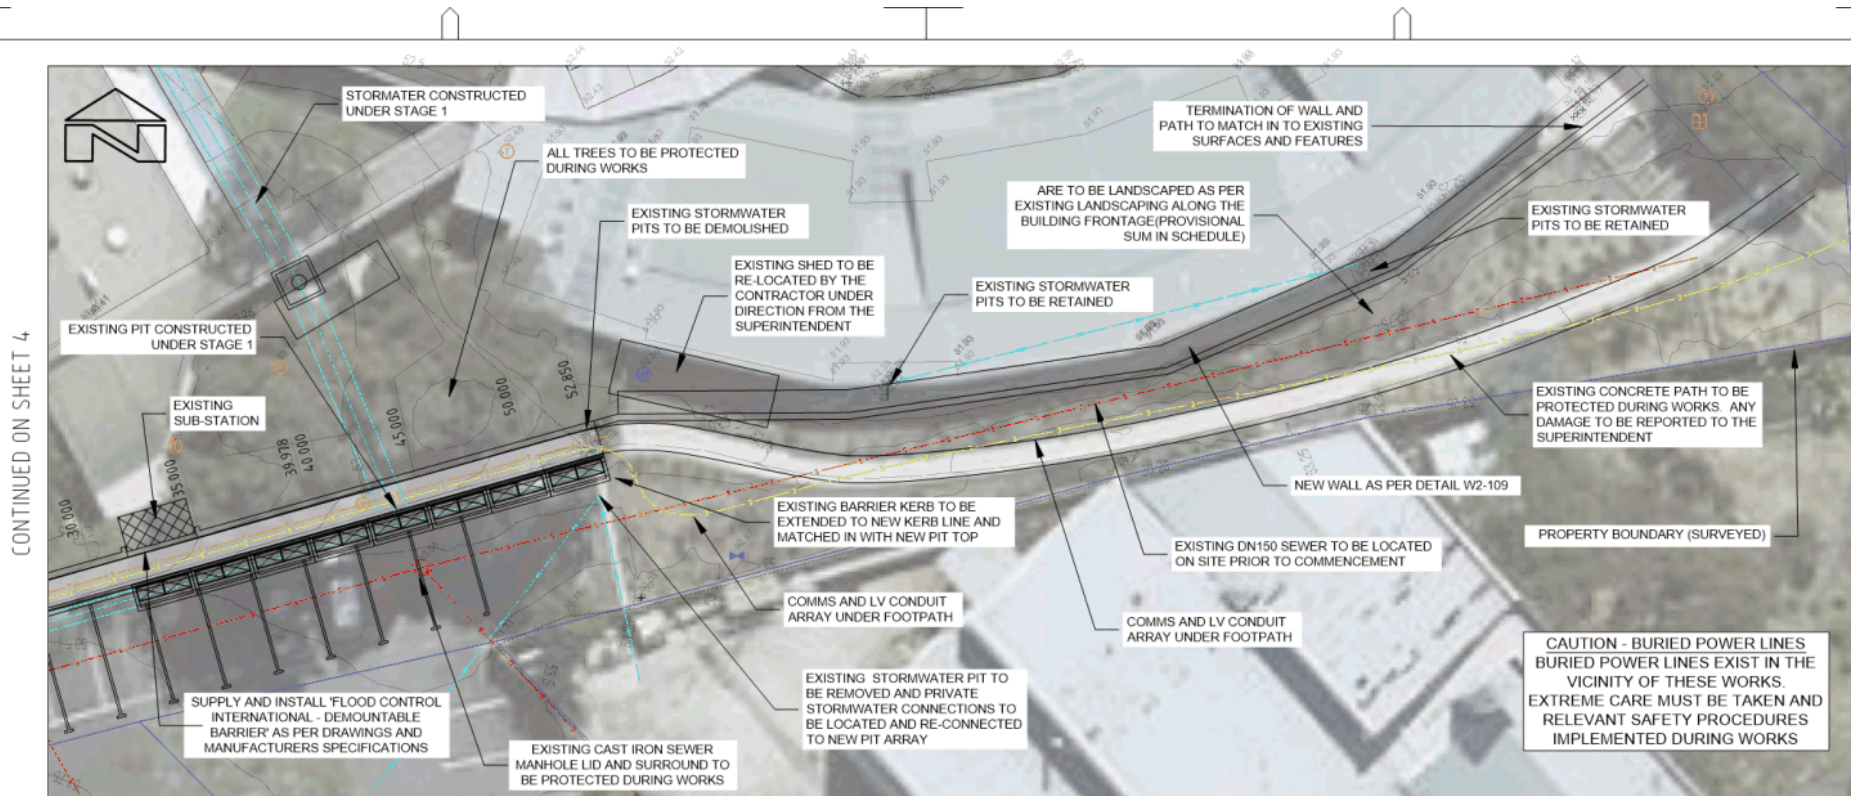 STORMATER CONSTRUCTED
UNDER STAGE 1
ALL TREES TO BE PROTECTED
DURING WORKS
TERMINATION OF WALL AND
PATH TO MATCH IN TO EXISTING
SURFACES AND FEATURES
ARE TO BE LANDSCAPED AS PER
EXISTING LANDSCAPING ALONG THE
BUILDING FRONTAGE(PROVISIONAL
SUM IN SCHEDULE)
EXISTING STORMWATER
PITS TO BE RETAINED
EXISTING STORMWATER
PITS TO BE DEMOLISHED
EXISTING SHED TO BE
RE-LOCATED BY THE
CONTRACTOR UNDER
DIRECTION FROM THE
SUPERINTENDENT
EXISTING STORMWATER
PITS TO BE RETAINED
EXISTING PIT CONSTRUCTED
UNDER STAGE 1
CONTINUED ON SHEET 4
EXISTING
SUB-STATION
30 000
35 000
39 978
40 000
45 000
50 000
52 850
EXISTING CONCRETE PATH TO BE
PROTECTED DURING WORKS. ANY
DAMAGE TO BE REPORTED TO THE
SUPERINTENDENT
NEW WALL AS PER DETAIL W2-109
EXISTING BARRIER KERB TO BE
EXTENDED TO NEW KERB LINE AND
MATCHED IN WITH NEW PIT TOP
PROPERTY BOUNDARY (SURVEYED)
EXISTING DN150 SEWER TO BE LOCATED
ON SITE PRIOR TO COMMENCEMENT
COMMS AND LV CONDUIT
ARRAY UNDER FOOTPATH
COMMS AND LV CONDUIT
ARRAY UNDER FOOTPATH
SUPPLY AND INSTALL 'FLOOD CONTROL
INTERNATIONAL - DEMOUNTABLE
BARRIER' AS PER DRAWINGS AND
MANUFACTURERS SPECIFICATIONS
EXISTING STORMWATER PIT TO
BE REMOVED AND PRIVATE
STORMWATER CONNECTIONS TO
BE LOCATED AND RE-CONNECTED
TO NEW PIT ARRAY
EXISTING CAST IRON SEWER
MANHOLE LID AND SURROUND TO
BE PROTECTED DURING WORKS
CAUTION - BURIED POWER LINES
BURIED POWER LINES EXIST IN THE
VICINITY OF THESE WORKS.
EXTREME CARE MUST BE TAKEN AND
RELEVANT SAFETY PROCEDURES
IMPLEMENTED DURING WORKS